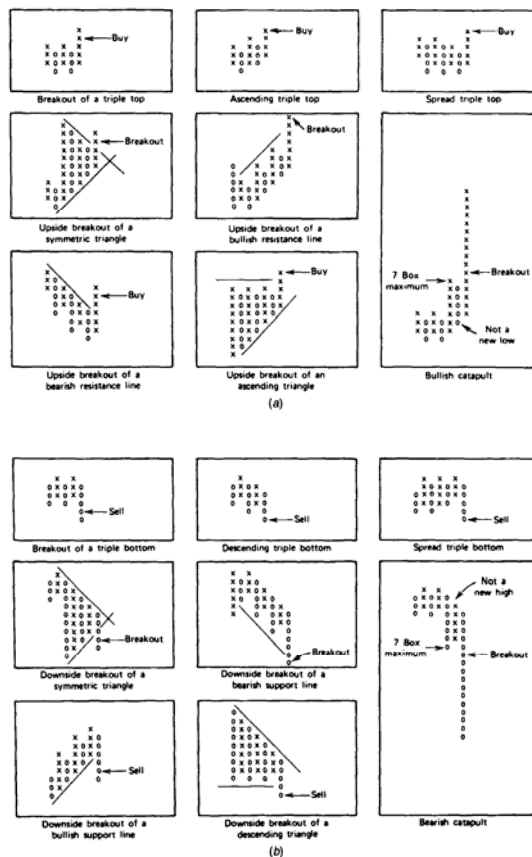 Buy
Breakout of a triple top
Buy
Ascending triple top
Buy
Spread triple top
Breakout
Upside breakout of a
symmetric triangle
Breakout
Upside breakout of a
bullish resistance line
Buy
Upside breakout of a
bearish resistance line
Buy
Upside breakout of an
ascending triangle
7 Box
maximum
Breakout
Not a
new low
Bullish catapult
(a)
Sell
Breakout of a triple bottom
Sell
Descending triple bottom
Sell
Spread triple bottom
Breakout
Downside breakout of a
symmetric triangle
Breakout
Downside breakout of a
bearish support line
Sell
Downside breakout of a
bullish support line
Sell
Downside breakout of a
descending triangle
Not a
new high
7 Box
maximum
Breakout
Bearish catapult
(b)